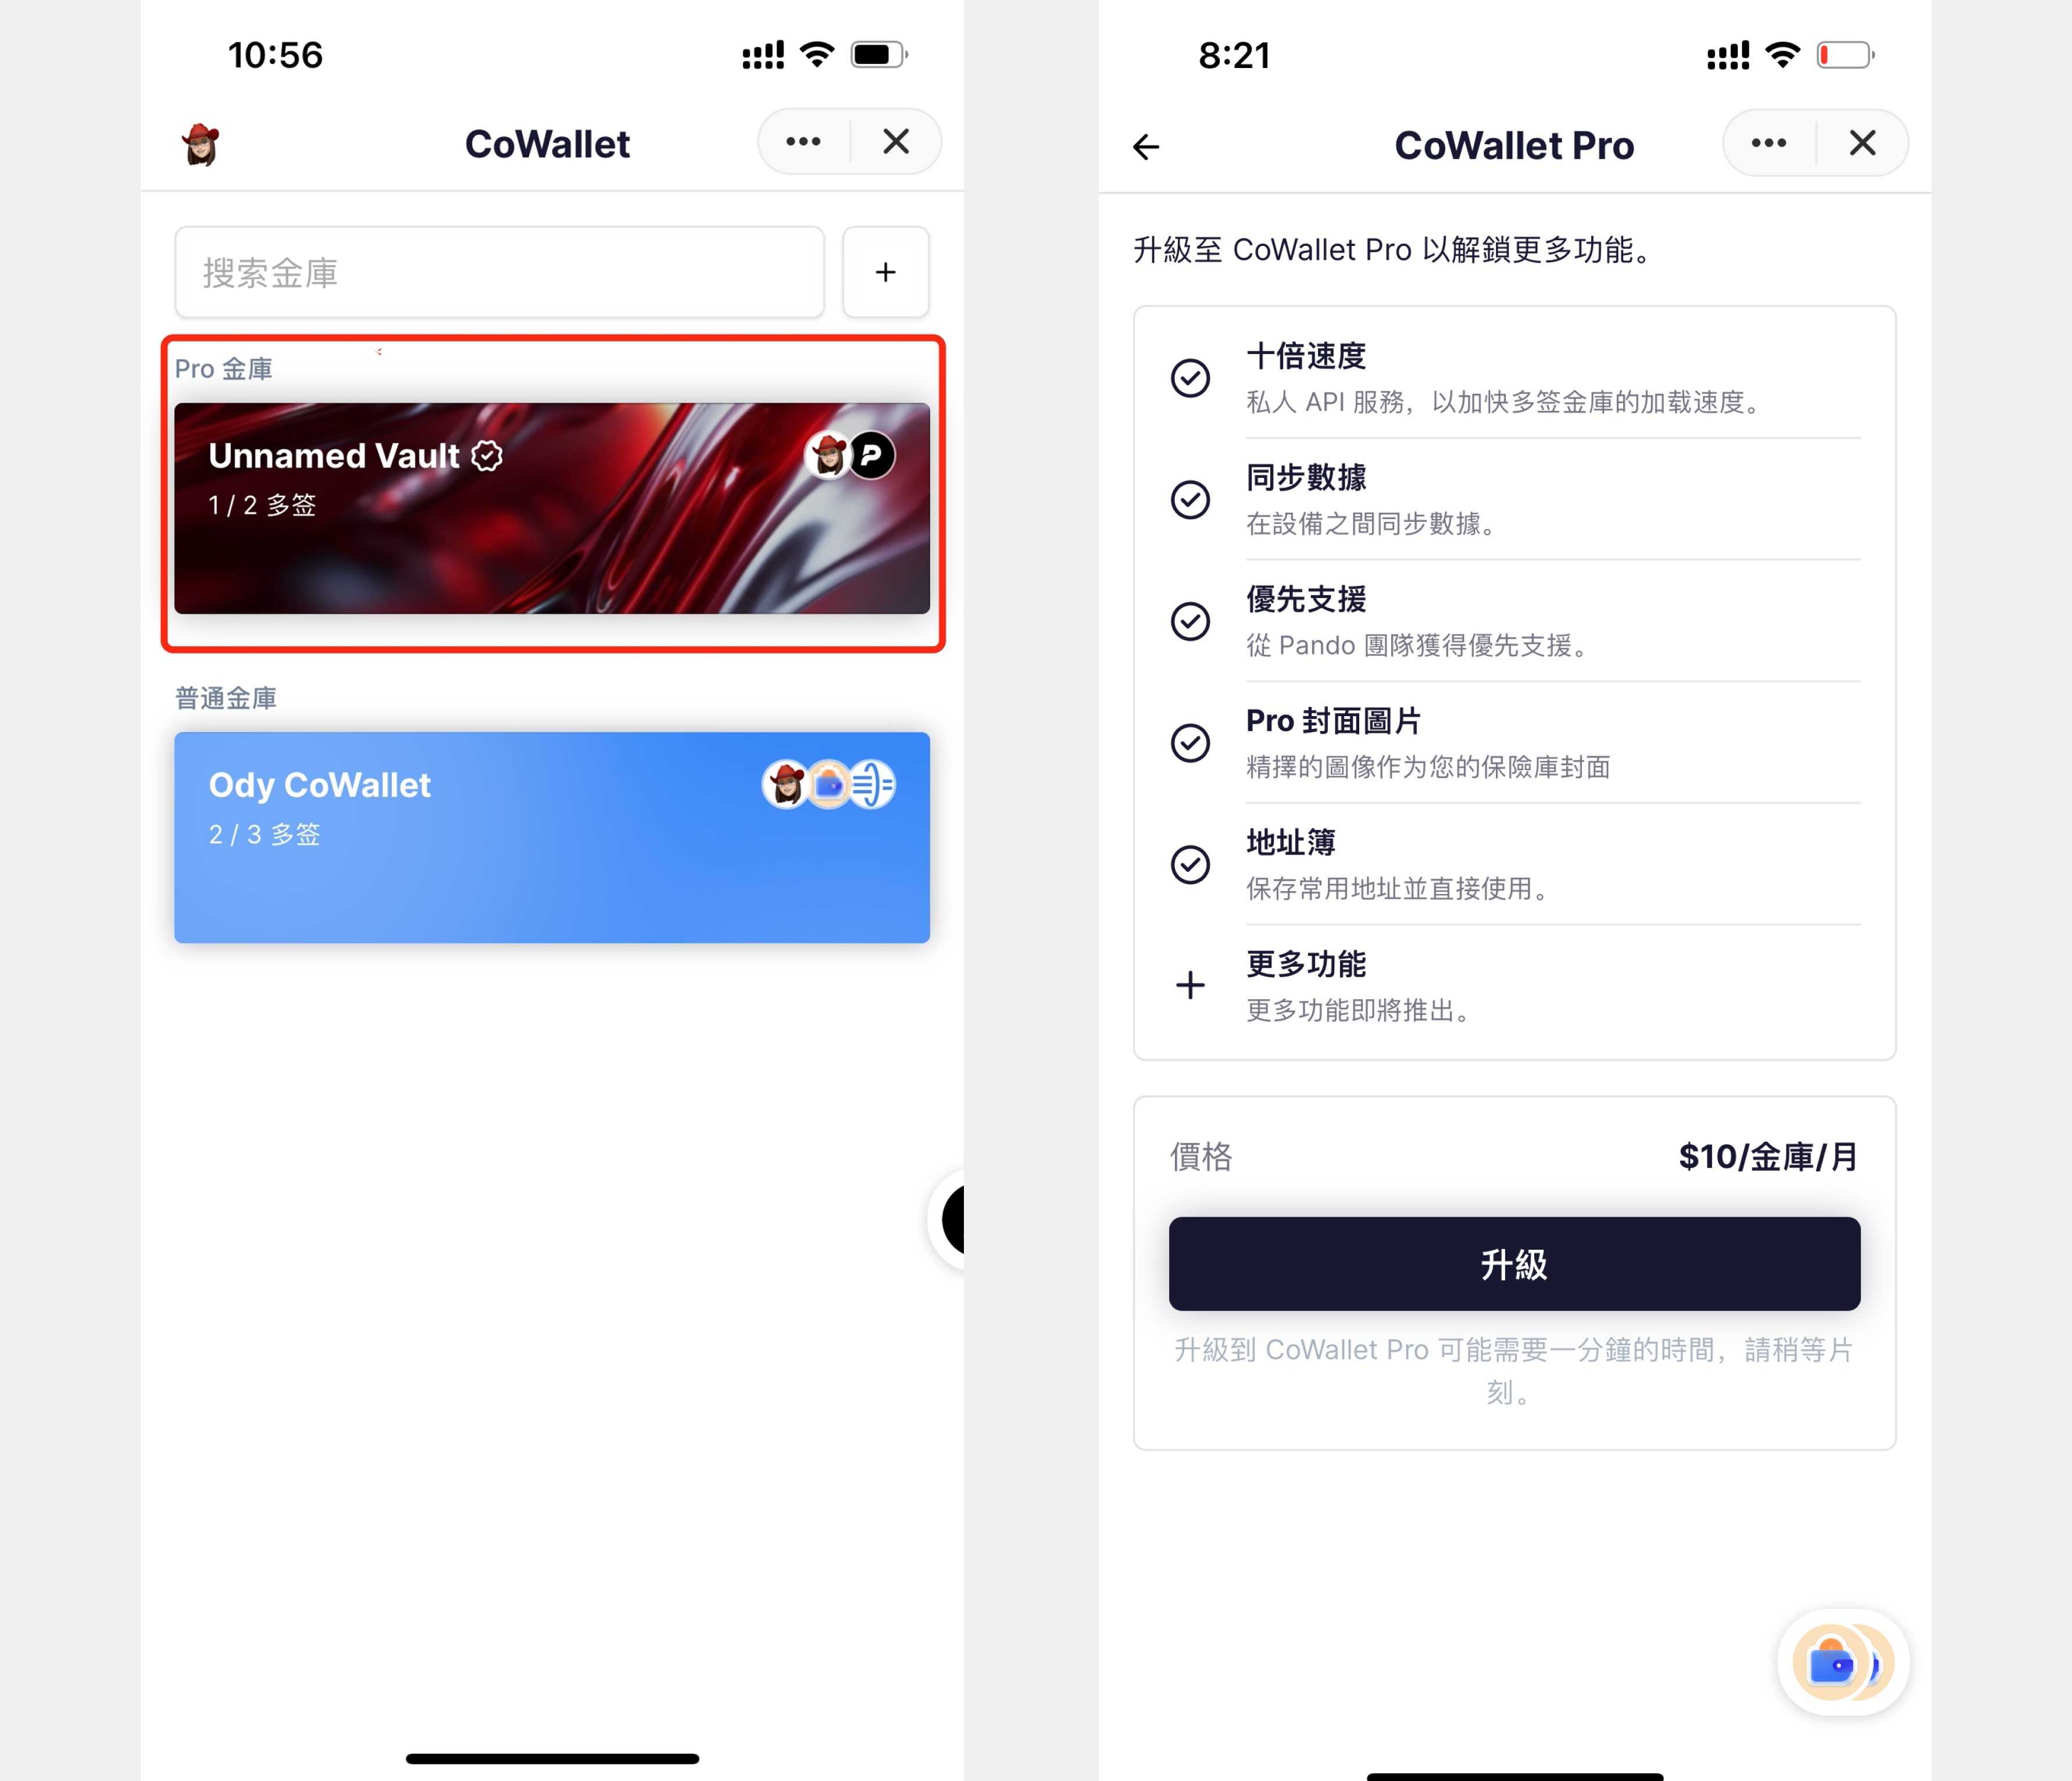 10:56
CoWallet
搜索金庫
Pro 金庫
Unnamed Vault
1 / 2 多签
普通金庫
Ody CoWallet
2 / 3 多签
8:21
CoWallet Pro
升級至 CoWallet Pro 以解鎖更多功能。
十倍速度
私人 API 服務，以加快多签金庫的加载速度。
同步數據
在設備之間同步數據。
優先支援
從 Pando 團隊獲得優先支援。
Pro 封面圖片
精擇的圖像作为您的保險庫封面
地址簿
保存常用地址並直接使用。
更多功能
更多功能即將推出。
價格
$10/金庫/月
升級
升級到 CoWallet Pro 可能需要一分鐘的時間，請稍等片
刻。